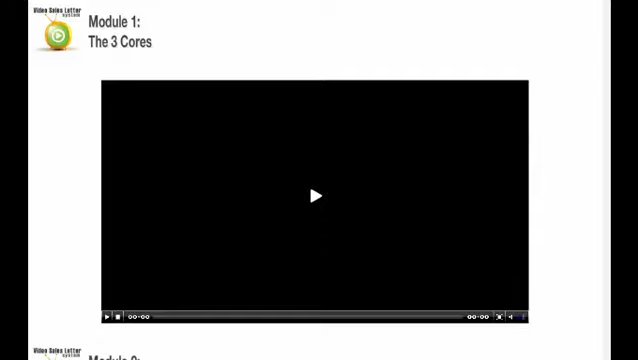 Video Sales Letter
system
Module 1:
The 3 Cores
00:00
00:00
Video Sales Letter
system